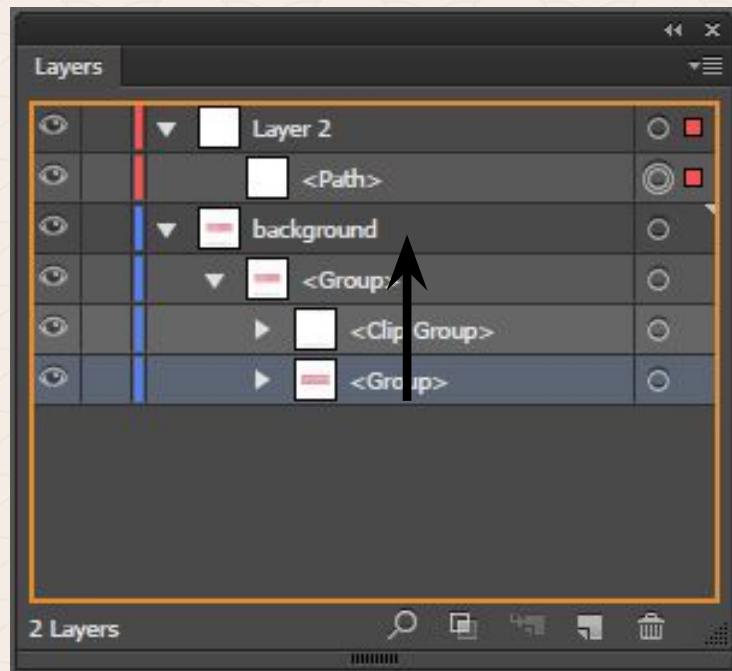 Layers
Layer 2
<Path>
background
<Group>
<Clip Group>
<Group>
2 Layers